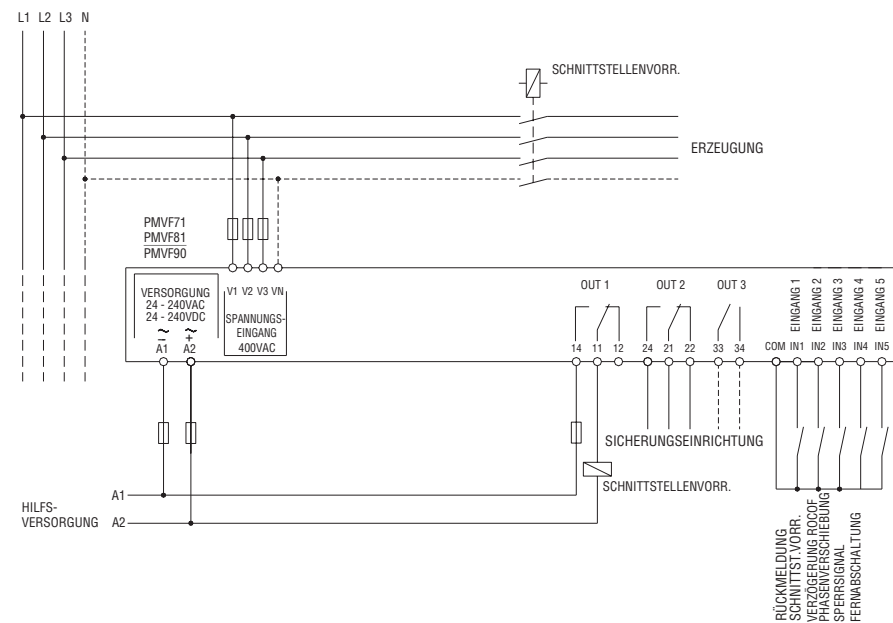 L1 L2 L3 N
SCHNITTSTELLENVORR.
ERZEUGUNG
PMVF71
PMVF81
PMVF90
VERSORGUNG
24 - 240VAC
24 - 240VDC
~ ~
– +
A1 A2
V1 V2 V3 VN
SPANNUNGS-
EINGANG
400VAC
OUT 1
14 11 12
OUT 2
24 21 22
OUT 3
33 34
EINGANG 1
EINGANG 2
EINGANG 3
EINGANG 4
EINGANG 5
COM IN1 IN2 IN3 IN4 IN5
SICHERUNGSEINRICHTUNG
SCHNITTSTELLENVORR.
HILFS-
VERSORGUNG
A1
A2
RÜCKMELDUNG
SCHNITTST.VORR.
VERZÖGERUNG ROCOF
PHASENVERSCHIEBUNG
SPERRSIGNAL
FERNABSCHALTUNG